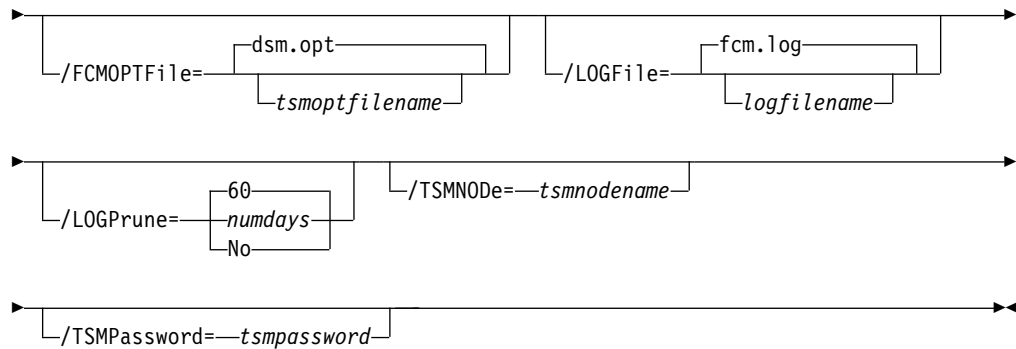 dsm.opt
fcm.log
/FCMOPTFile=
/LOGFile=
tsmoptfilename
logfilename
60
/TSMNODe= tsmnodename
/LOGPrune= numdays
No
/TSMPassword= tsmpassword